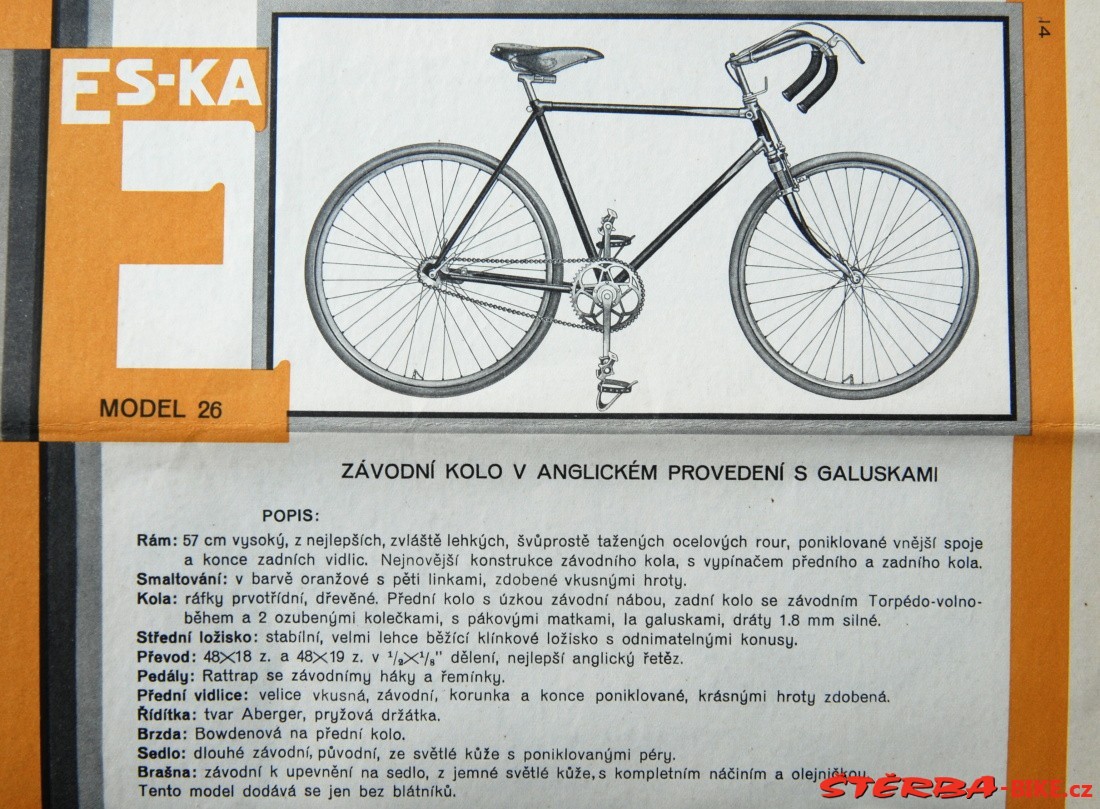 14
ES-KA
E
MODEL 26
ZÁVODNÍ KOLO V ANGLICKÉM PROVEDENÍ S GALUSKAMI
POPIS:
Rám: 57 cm vysoký, z nejlepších, zvláště lehkých, švůprostě tažených ocelových rour, poniklované vnější spoje
a konce zadních vidlic. Nejnovější konstrukce závodního kola, s vypínačem předního a zadního kola.
Smaltování: v barvě oranžové s pěti linkami, zdobené vkusnými hroty.
Kola: ráfky prvotřídní, dřevěné. Přední kolo s úzkou závodní nábou, zadní kolo se závodním Torpédo-volno-
během a 2 ozubenými kolečkami, s pákovými matkami, Ia galuskami, dráty 1.8 mm silné.
Střední ložisko: stabilní, velmi lehce běžící klínkové ložisko s odnimatelnými konusy.
Převod: 48×18 z. a 48×19 z. v 1/2×1/8" dělení, nejlepší anglický řetěz.
Pedály: Rattrap se závodnímy háky a řemínky.
Přední vidlice: velice vkusná, závodní, korunka a konce poniklované, krásnými hroty zdobená.
Řídítka: tvar Aberger, pryžová držátka.
Brzda: Bowdenová na přední kolo.
Sedlo: dlouhé závodní, původní, ze světlé kůže s poniklovanými péry.
Brašna: závodní k upevnění na sedlo, z jemné světlé kůže, s kompletním náčiním a olejničkou.
Tento model dodává se jen bez blátníků.
ŠTĚRBA-BIKE.cz